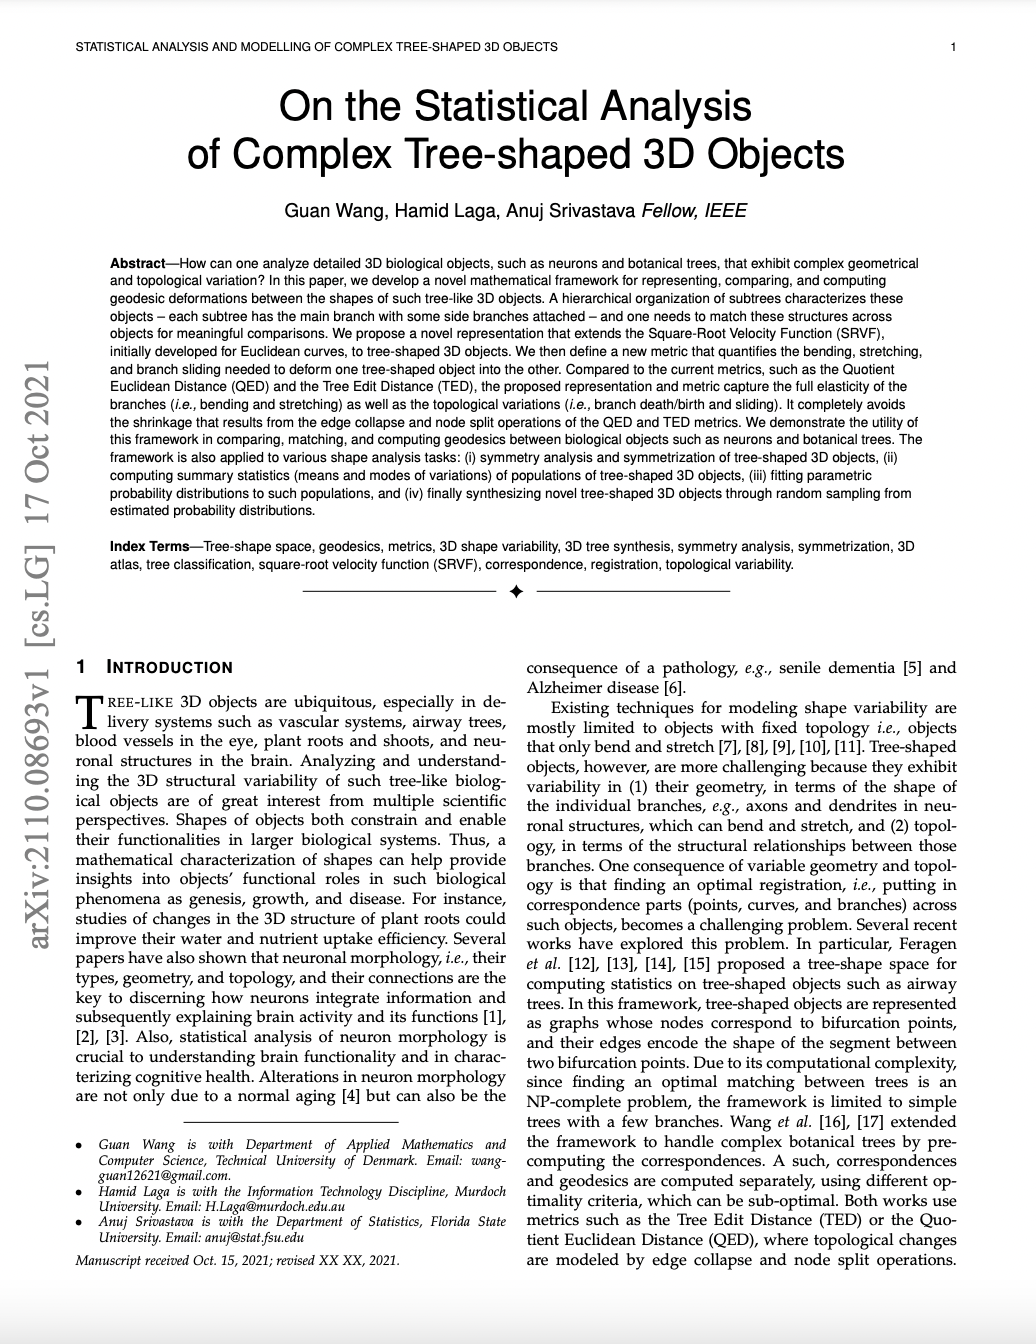 STATISTICAL ANALYSIS AND MODELLING OF COMPLEX TREE-SHAPED 3D OBJECTS 1
On the Statistical Analysis
of Complex Tree-shaped 3D Objects
Guan Wang, Hamid Laga, Anuj Srivastava Fellow, IEEE
Abstract—How can one analyze detailed 3D biological objects, such as neurons and botanical trees, that exhibit complex geometrical
and topological variation? In this paper, we develop a novel mathematical framework for representing, comparing, and computing
geodesic deformations between the shapes of such tree-like 3D objects. A hierarchical organization of subtrees characterizes these
objects – each subtree has the main branch with some side branches attached – and one needs to match these structures across
objects for meaningful comparisons. We propose a novel representation that extends the Square-Root Velocity Function (SRVF),
initially developed for Euclidean curves, to tree-shaped 3D objects. We then define a new metric that quantifies the bending, stretching,
and branch sliding needed to deform one tree-shaped object into the other. Compared to the current metrics, such as the Quotient
Euclidean Distance (QED) and the Tree Edit Distance (TED), the proposed representation and metric capture the full elasticity of the
branches (i.e., bending and stretching) as well as the topological variations (i.e., branch death/birth and sliding). It completely avoids
the shrinkage that results from the edge collapse and node split operations of the QED and TED metrics. We demonstrate the utility of
this framework in comparing, matching, and computing geodesics between biological objects such as neurons and botanical trees. The
framework is also applied to various shape analysis tasks: (i) symmetry analysis and symmetrization of tree-shaped 3D objects, (ii)
computing summary statistics (means and modes of variations) of populations of tree-shaped 3D objects, (iii) fitting parametric
probability distributions to such populations, and (iv) finally synthesizing novel tree-shaped 3D objects through random sampling from
estimated probability distributions.
Index Terms—Tree-shape space, geodesics, metrics, 3D shape variability, 3D tree synthesis, symmetry analysis, symmetrization, 3D
atlas, tree classification, square-root velocity function (SRVF), correspondence, registration, topological variability.
arXiv:2110.08693v1 [cs.LG] 17 Oct 2021
1 INTRODUCTION
TREE-LIKE 3D objects are ubiquitous, especially in de-
livery systems such as vascular systems, airway trees,
blood vessels in the eye, plant roots and shoots, and neu-
ronal structures in the brain. Analyzing and understand-
ing the 3D structural variability of such tree-like biolog-
ical objects are of great interest from multiple scientific
perspectives. Shapes of objects both constrain and enable
their functionalities in larger biological systems. Thus, a
mathematical characterization of shapes can help provide
insights into objects' functional roles in such biological
phenomena as genesis, growth, and disease. For instance,
studies of changes in the 3D structure of plant roots could
improve their water and nutrient uptake efficiency. Several
papers have also shown that neuronal morphology, i.e., their
types, geometry, and topology, and their connections are the
key to discerning how neurons integrate information and
subsequently explaining brain activity and its functions [1],
[2], [3]. Also, statistical analysis of neuron morphology is
crucial to understanding brain functionality and in charac-
terizing cognitive health. Alterations in neuron morphology
are not only due to a normal aging [4] but can also be the
• Guan Wang is with Department of Applied Mathematics and
Computer Science, Technical University of Denmark. Email: wang-
guan12621@gmail.com.
• Hamid Laga is with the Information Technology Discipline, Murdoch
University. Email: H.Laga@murdoch.edu.au
• Anuj Srivastava is with the Department of Statistics, Florida State
University. Email: anuj@stat.fsu.edu
Manuscript received Oct. 15, 2021; revised XX XX, 2021.
consequence of a pathology, e.g., senile dementia [5] and
Alzheimer disease [6].
Existing techniques for modeling shape variability are
mostly limited to objects with fixed topology i.e., objects
that only bend and stretch [7], [8], [9], [10], [11]. Tree-shaped
objects, however, are more challenging because they exhibit
variability in (1) their geometry, in terms of the shape of
the individual branches, e.g., axons and dendrites in neu-
ronal structures, which can bend and stretch, and (2) topol-
ogy, in terms of the structural relationships between those
branches. One consequence of variable geometry and topol-
ogy is that finding an optimal registration, i.e., putting in
correspondence parts (points, curves, and branches) across
such objects, becomes a challenging problem. Several recent
works have explored this problem. In particular, Feragen
et al. [12], [13], [14], [15] proposed a tree-shape space for
computing statistics on tree-shaped objects such as airway
trees. In this framework, tree-shaped objects are represented
as graphs whose nodes correspond to bifurcation points,
and their edges encode the shape of the segment between
two bifurcation points. Due to its computational complexity,
since finding an optimal matching between trees is an
NP-complete problem, the framework is limited to simple
trees with a few branches. Wang et al. [16], [17] extended
the framework to handle complex botanical trees by pre-
computing the correspondences. A such, correspondences
and geodesics are computed separately, using different op-
timality criteria, which can be sub-optimal. Both works use
metrics such as the Tree Edit Distance (TED) or the Quo-
tient Euclidean Distance (QED), where topological changes
are modeled by edge collapse and node split operations.